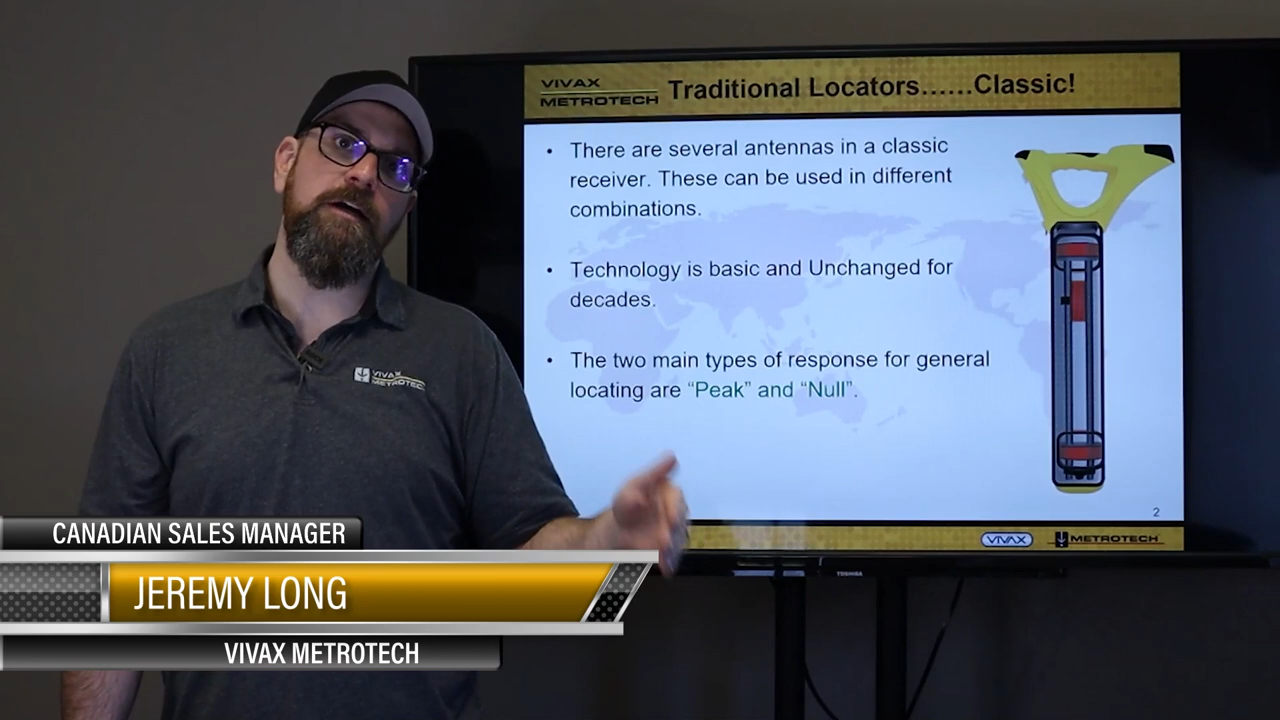 VIVAX
METROTECH
Traditional Locators......Classic!
• There are several antennas in a classic
receiver. These can be used in different
combinations.
• Technology is basic and Unchanged for
decades.
• The two main types of response for general
locating are “Peak” and “Null”.
2
VIVAX
METROTECH
TOSHIBA
VIVAX
METROTECH
CANADIAN SALES MANAGER
JEREMY LONG
VIVAX METROTECH